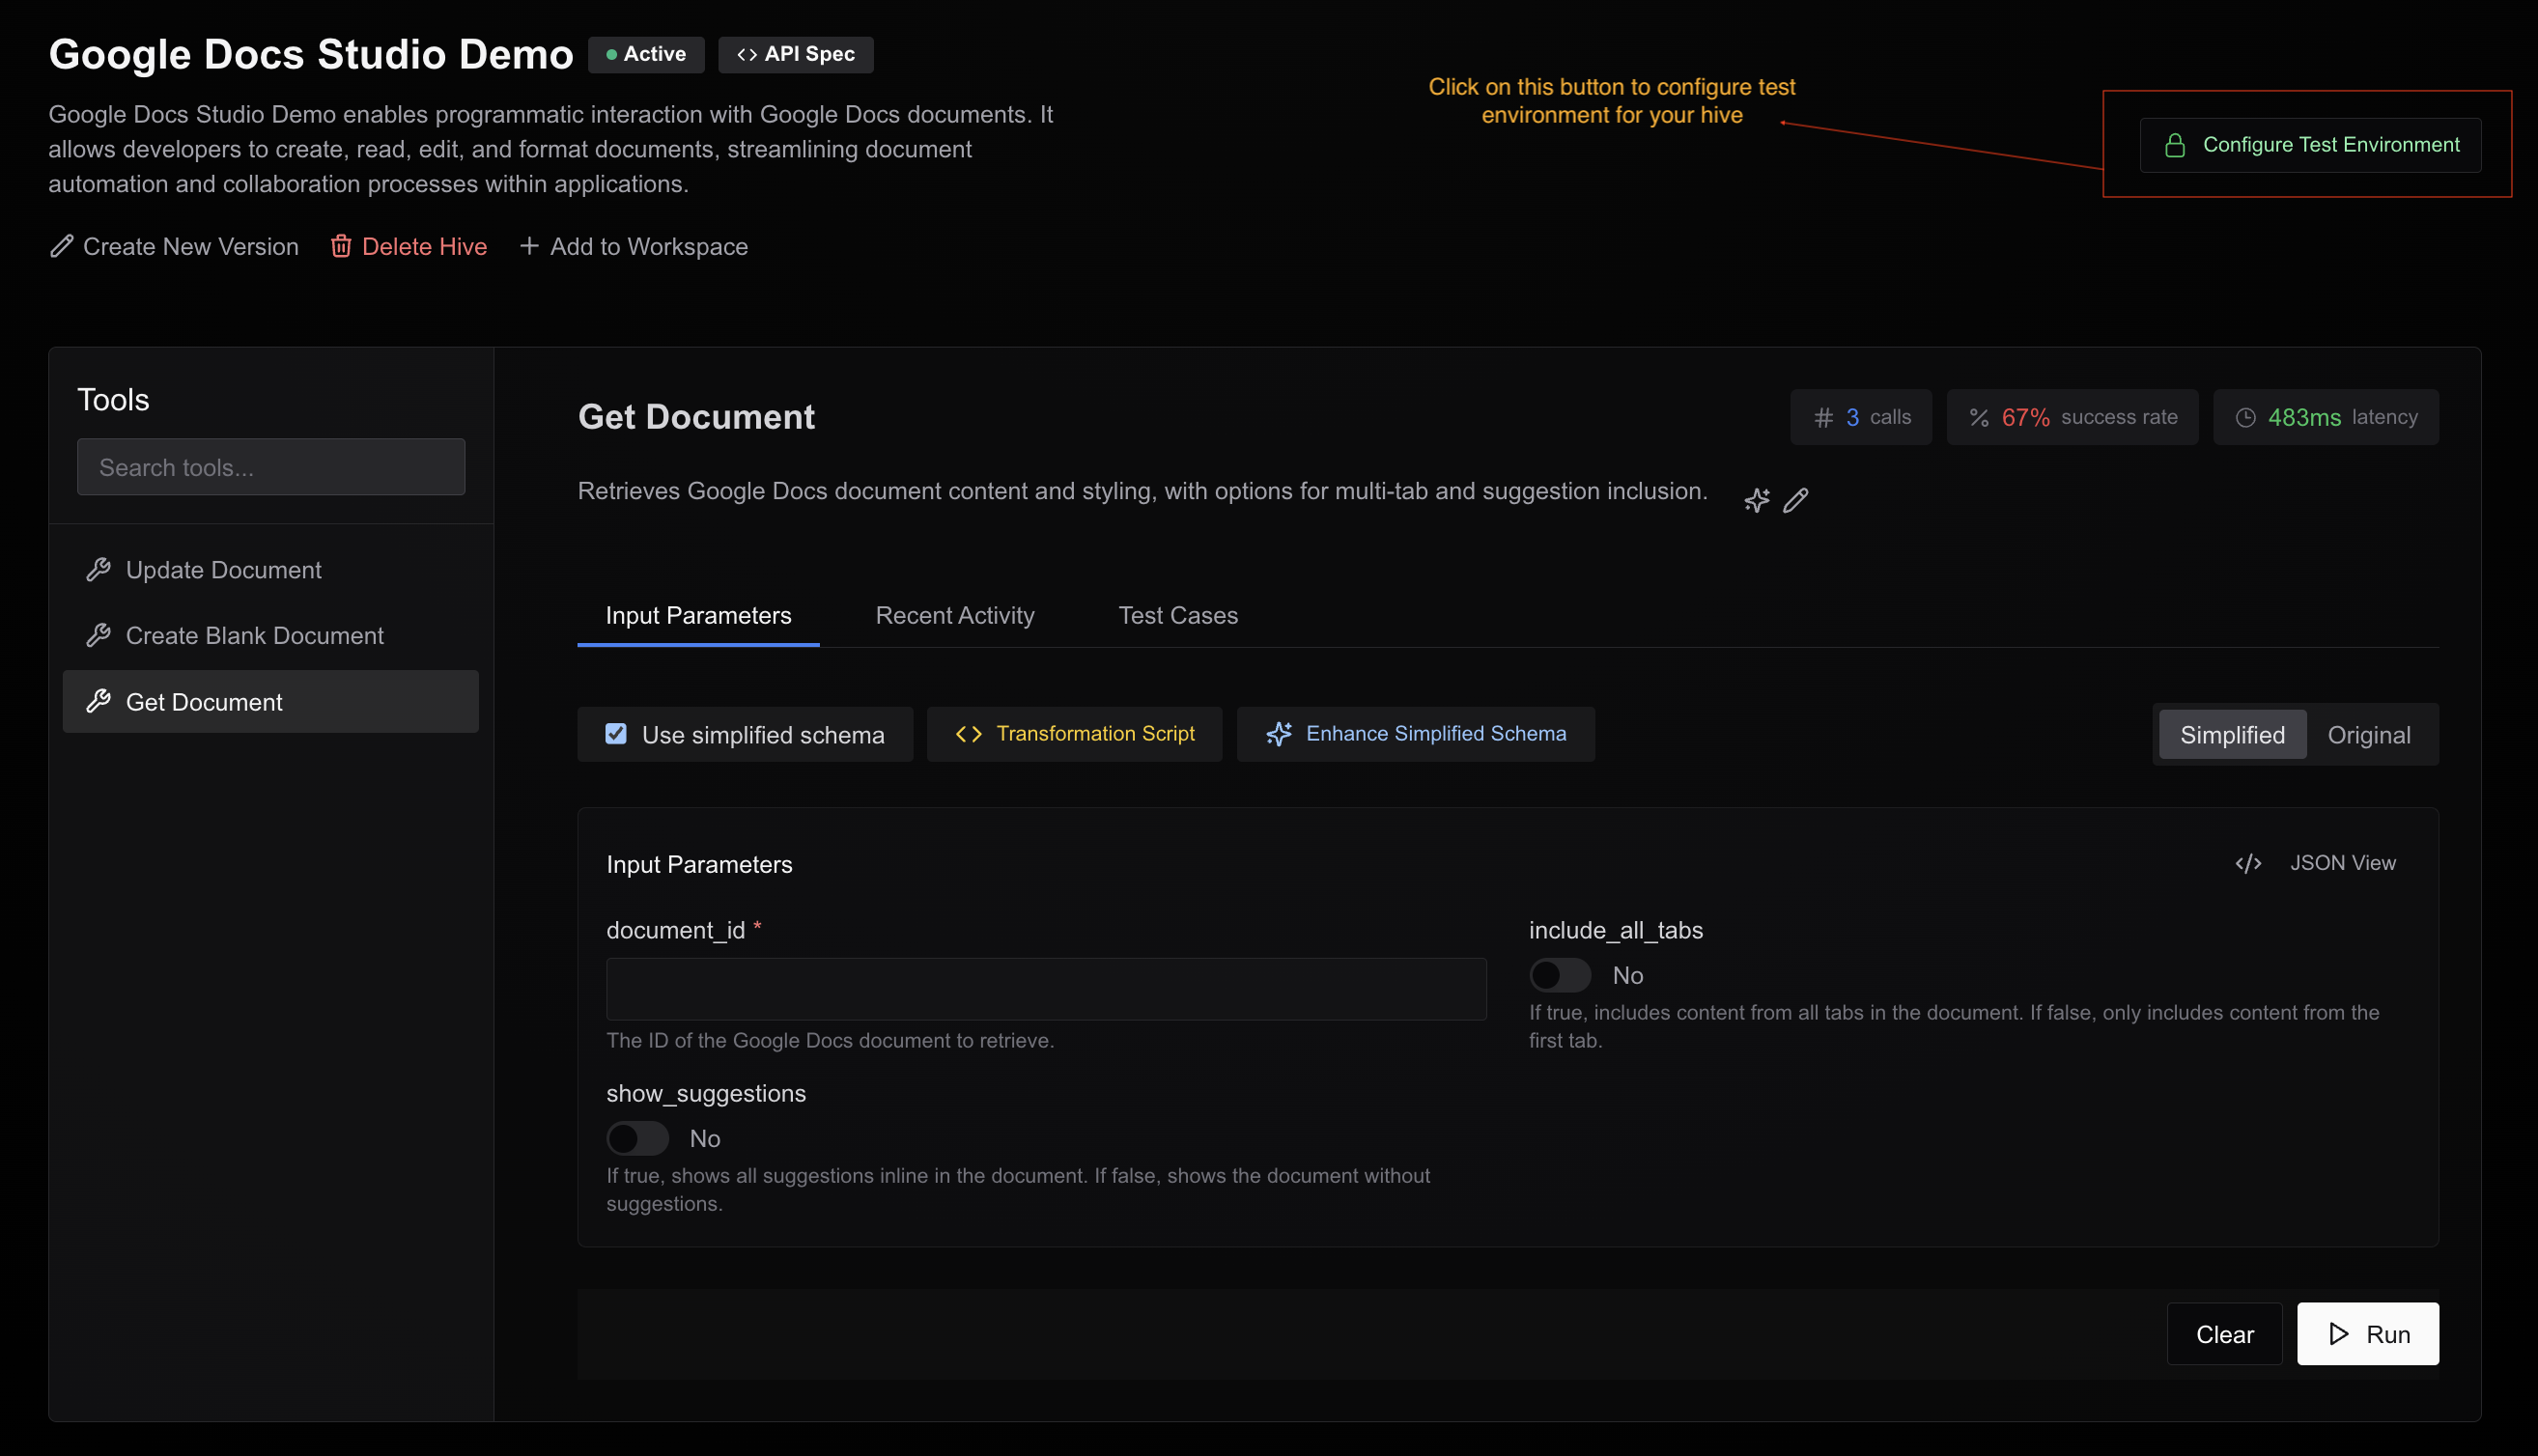 Google Docs Studio Demo
Active
API Spec
Google Docs Studio Demo enables programmatic interaction with Google Docs documents. It
allows developers to create, read, edit, and format documents, streamlining document
automation and collaboration processes within applications.
Click on this button to configure test
environment for your hive
Configure Test Environment
Create New Version
Delete Hive
Add to Workspace
Tools
Search tools...
Update Document
Create Blank Document
Get Document
Get Document
# 3 calls
% 67% success rate
483ms latency
Retrieves Google Docs document content and styling, with options for multi-tab and suggestion inclusion.
Input Parameters
Recent Activity
Test Cases
Use simplified schema
Transformation Script
Enhance Simplified Schema
Simplified
Original
Input Parameters
JSON View
document_id *
The ID of the Google Docs document to retrieve.
include_all_tabs
No
If true, includes content from all tabs in the document. If false, only includes content from the
first tab.
show_suggestions
No
If true, shows all suggestions inline in the document. If false, shows the document without
suggestions.
Clear
Run